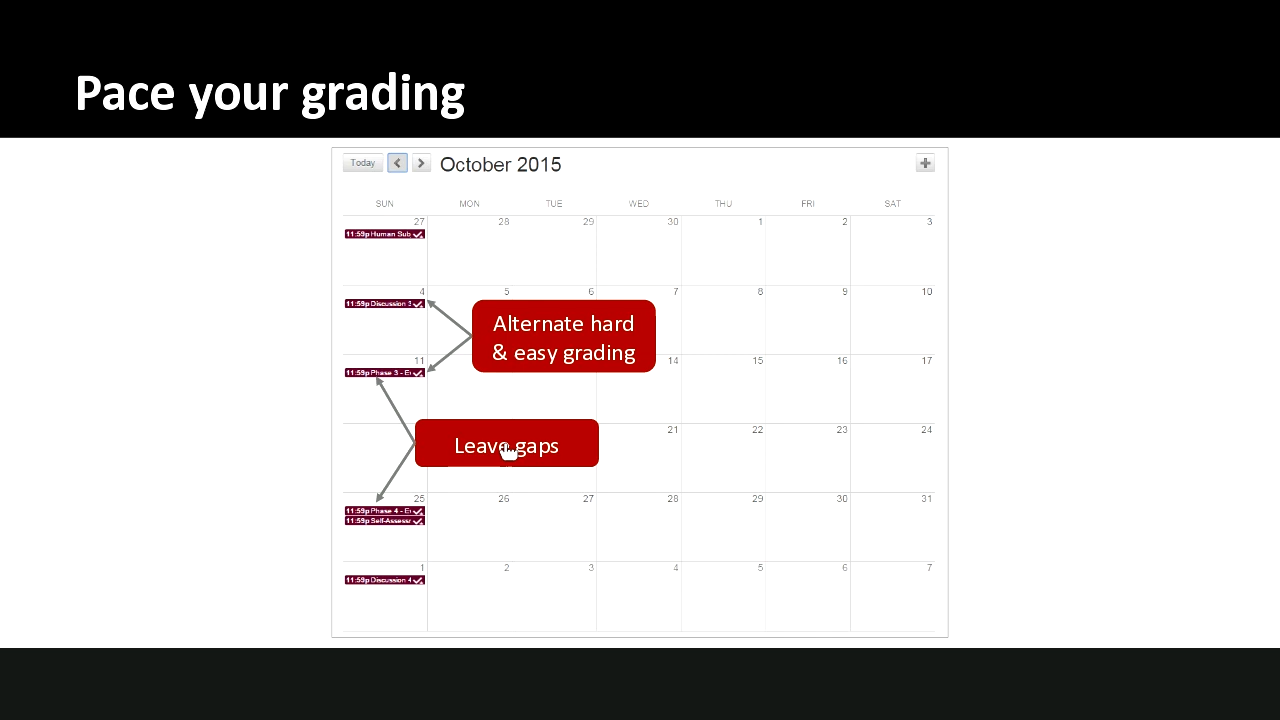 Pace your grading
Today
October 2015
SUN MON TUE WED THU FRI SAT
27 28 29 30 1 2 3
11:59p Human Sub
4 5 6 7 8 9 10
11:59p Discussion 3
Alternate hard
& easy grading
11 14 15 16 17
11:59p Phase 3 - E
Leave gaps
21 22 23 24
25 26 27 28 29 30 31
11:59p Phase 4 - E
11:59p Self-Assess
1 2 3 4 5 6 7
11:59p Discussion 4